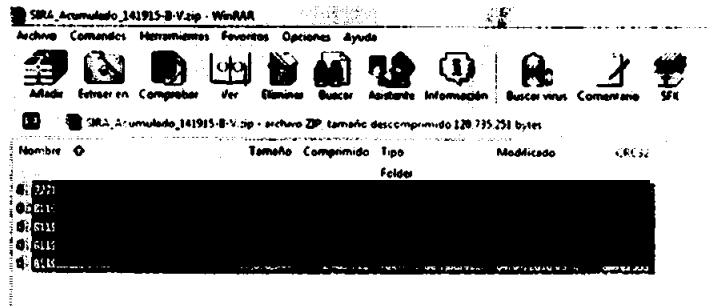 SIRA_Acumulado_141915-B-V.zip - WinRAR
Archivo Comandos Herramientas Favoritos Opciones Ayuda
Añadir Extraer en Comprobar Ver Eliminar Buscar Asistente Información Buscar virus Comentario SFX
SIRA_Acumulado_141915-B-V.zip - archivo ZIP, tamaño descomprimido 120.735.251 bytes
Nombre Tamaño Comprimido Tipo Modificado CRC32
Folder